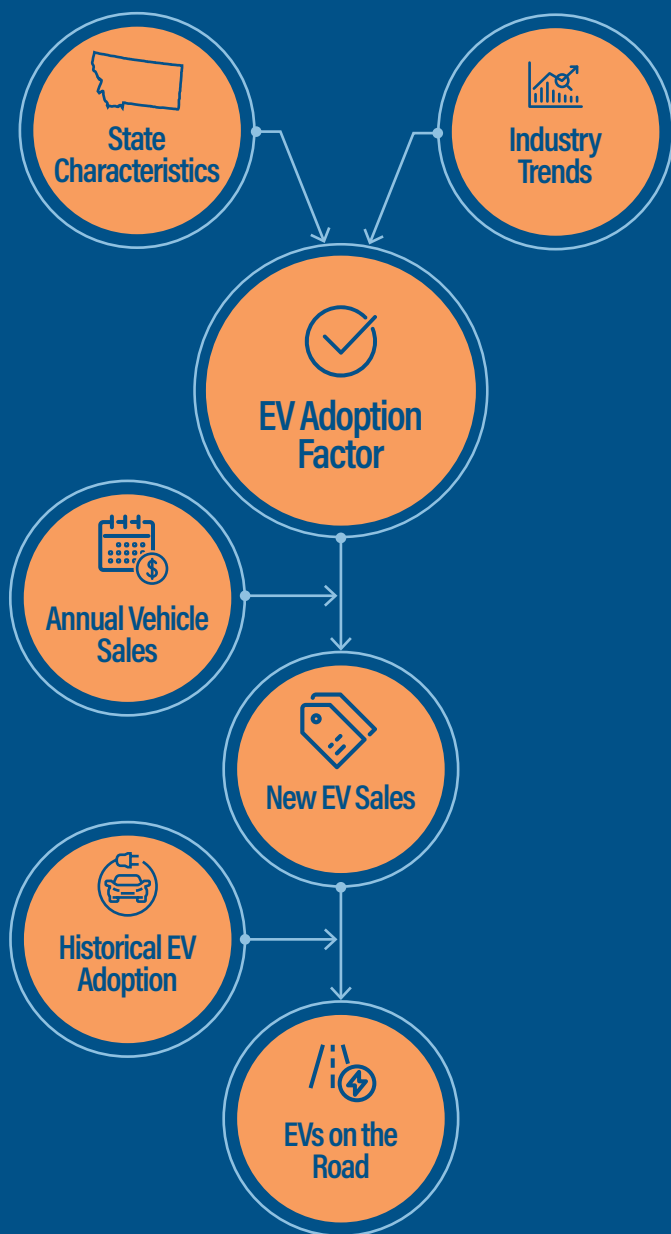 State
Characteristics
Industry
Trends
EV Adoption
Factor
Annual Vehicle
Sales
$
New EV Sales
Historical EV
Adoption
EVs on the
Road